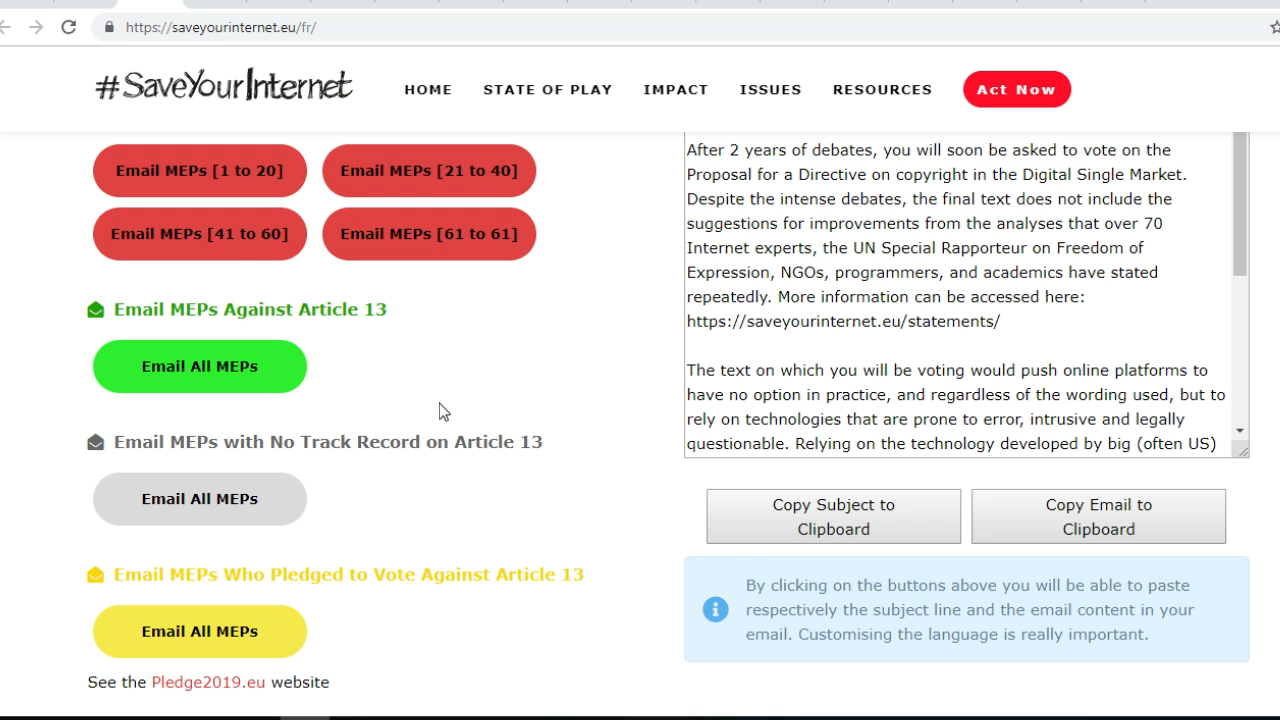 https://saveyourinternet.eu/fr/
#SaveYourInternet
HOME
STATE OF PLAY
IMPACT
ISSUES
RESOURCES
Act Now
Email MEPs [1 to 20]
Email MEPs [21 to 40]
Email MEPs [41 to 60]
Email MEPs [61 to 61]
Email MEPs Against Article 13
Email All MEPs
Email MEPs with No Track Record on Article 13
Email All MEPs
Email MEPs Who Pledged to Vote Against Article 13
Email All MEPs
See the Pledge2019.eu website
After 2 years of debates, you will soon be asked to vote on the
Proposal for a Directive on copyright in the Digital Single Market.
Despite the intense debates, the final text does not include the
suggestions for improvements from the analyses that over 70
Internet experts, the UN Special Rapporteur on Freedom of
Expression, NGOs, programmers, and academics have stated
repeatedly. More information can be accessed here:
https://saveyourinternet.eu/statements/
The text on which you will be voting would push online platforms to
have no option in practice, and regardless of the wording used, but to
rely on technologies that are prone to error, intrusive and legally
questionable. Relying on the technology developed by big (often US)
Copy Subject to
Clipboard
Copy Email to
Clipboard
By clicking on the buttons above you will be able to paste
respectively the subject line and the email content in your
email. Customising the language is really important.